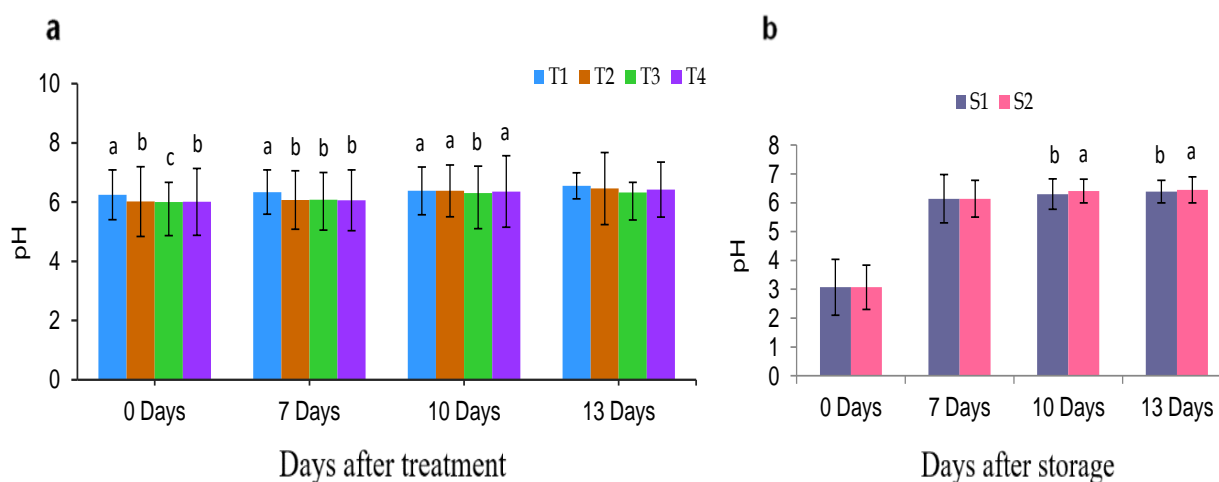 a
T1 T2 T3 T4
10
8
6
4
2
0
pH
a b c b
a b b b
a a b a
0 Days 7 Days 10 Days 13 Days
Days after treatment
b
S1 S2
8
7
6
5
4
3
2
1
0
pH
b a b a
0 Days 7 Days 10 Days 13 Days
Days after storage